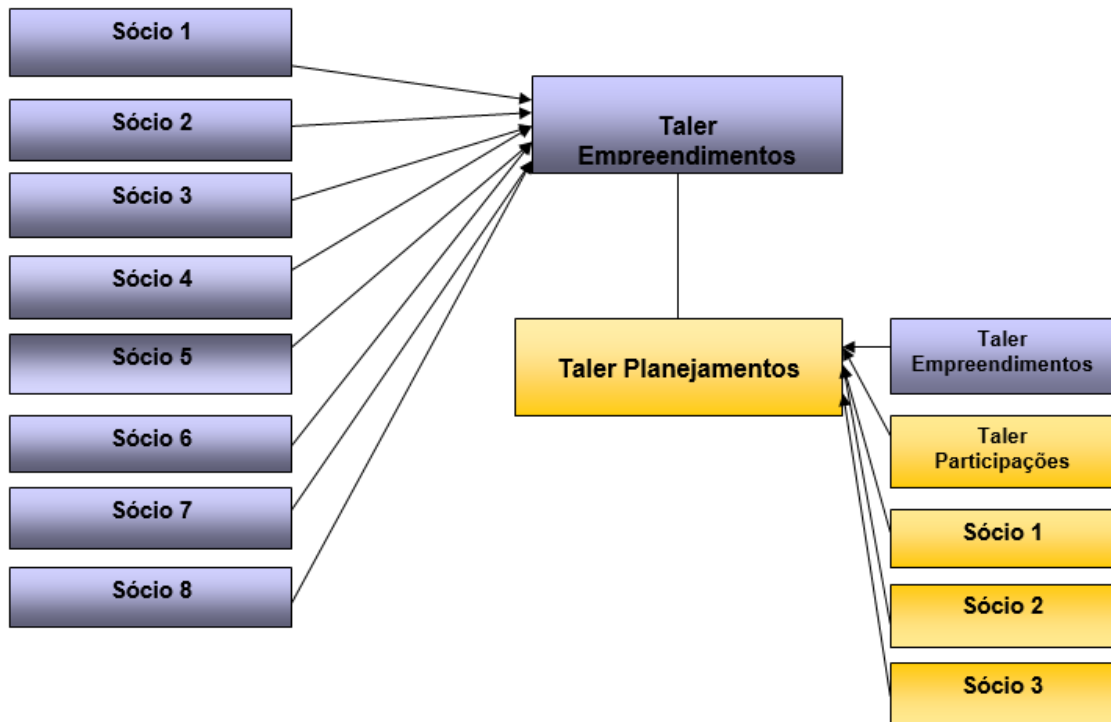 Sócio 1
Sócio 2
Sócio 3
Sócio 4
Sócio 5
Sócio 6
Sócio 7
Sócio 8
Taler
Empreendimentos
Taler Planejamentos
Taler
Empreendimentos
Taler
Participações
Sócio 1
Sócio 2
Sócio 3